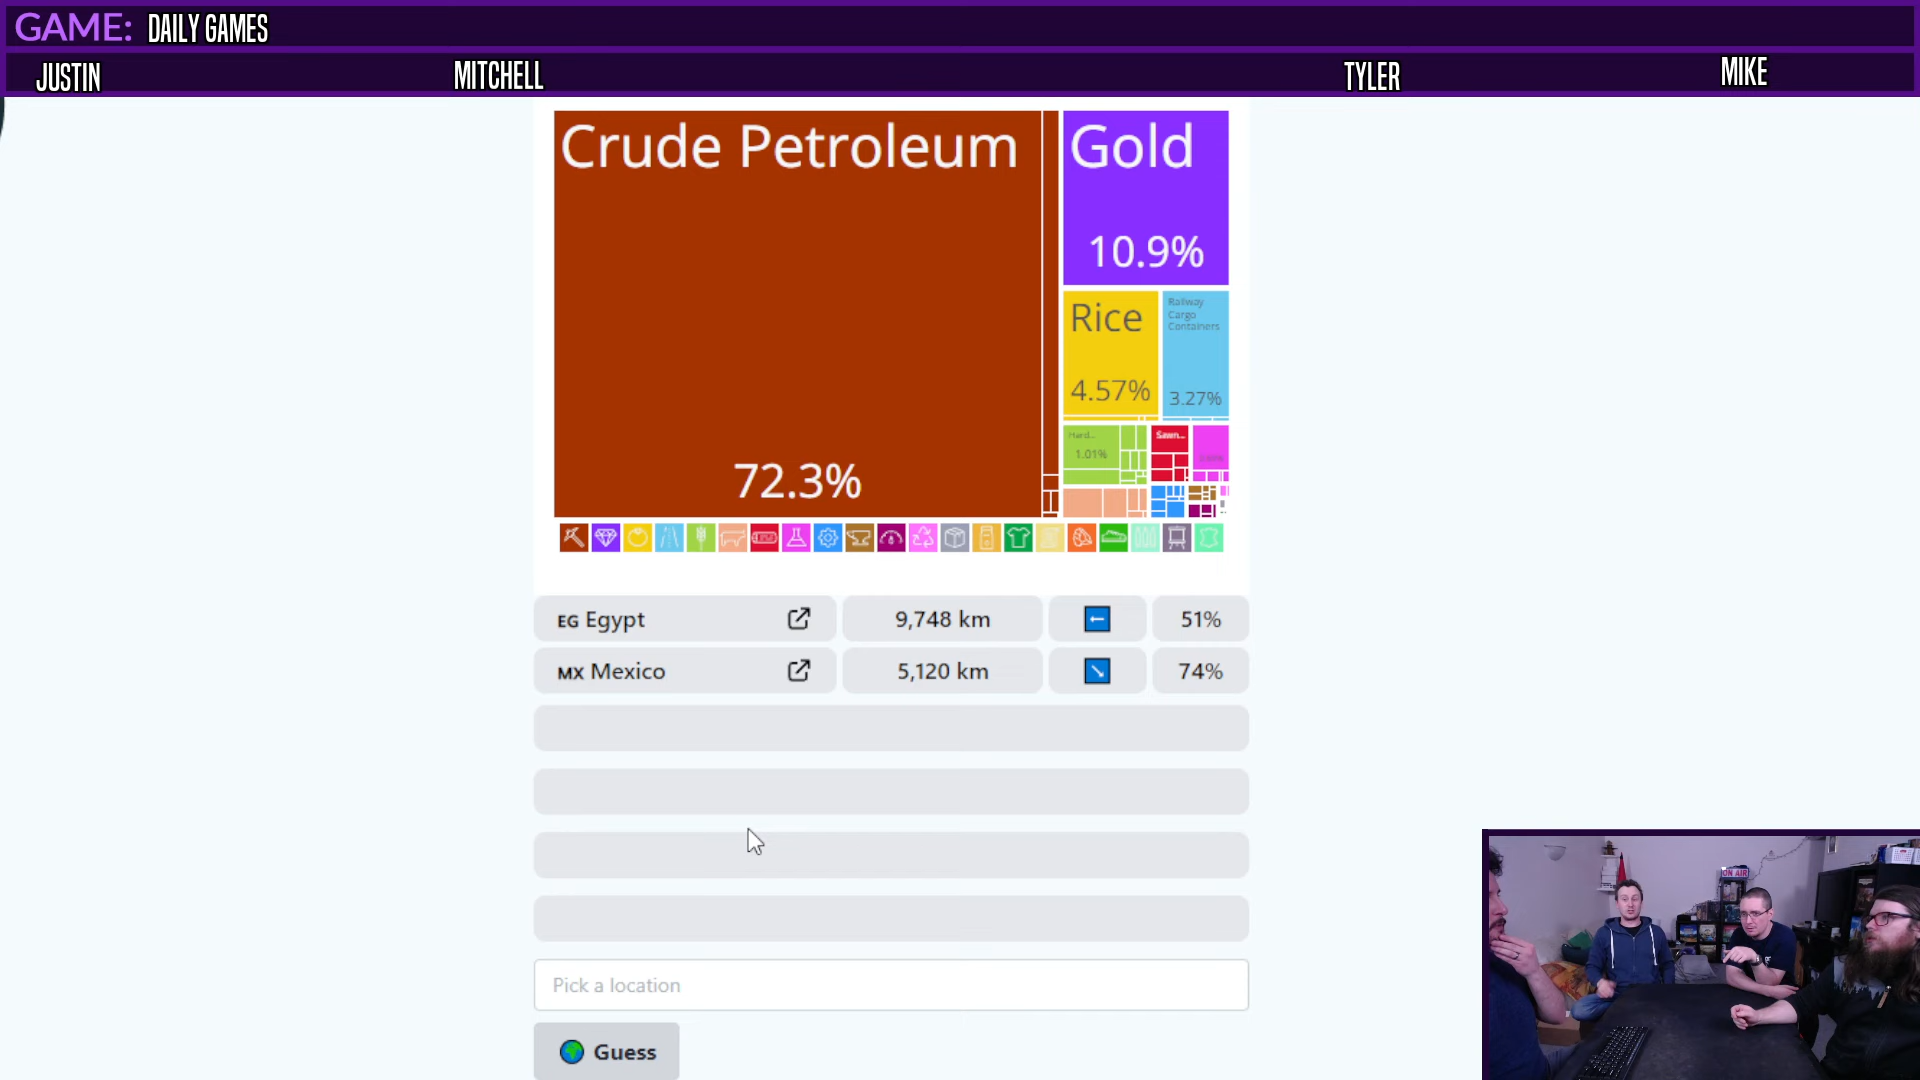 GAME: DAILY GAMES
JUSTIN MITCHELL TYLER MIKE
Crude Petroleum
72.3%
Gold
10.9%
Rice
4.57%
Railway
Cargo
Containers
3.27%
Hard...
1.01%
Sawn...
EG Egypt 9,748 km 51%
MX Mexico 5,120 km 74%
Pick a location
Guess
ON AIR